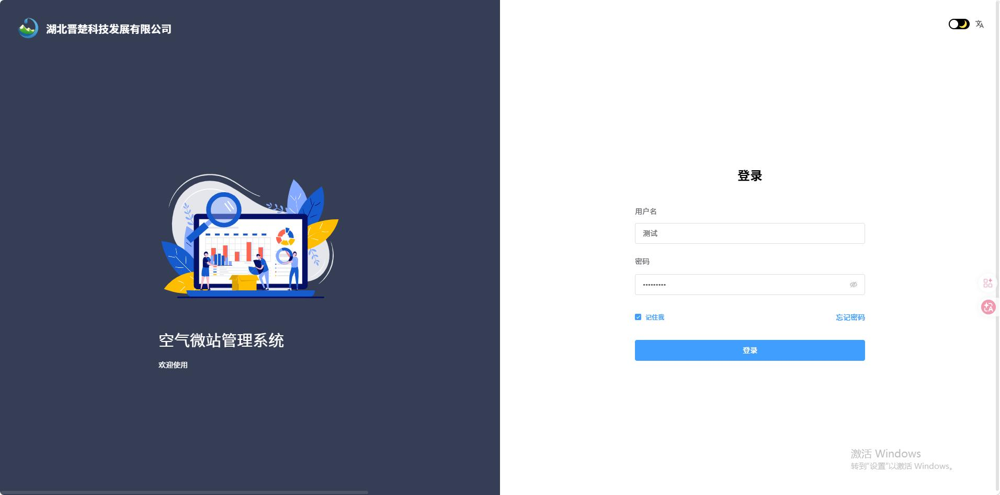 湖北晋楚科技发展有限公司
空气微站管理系统
欢迎使用
登录
用户名
测试
密码
•••••••••
记住我
忘记密码
登录
激活 Windows
转到"设置"以激活 Windows。